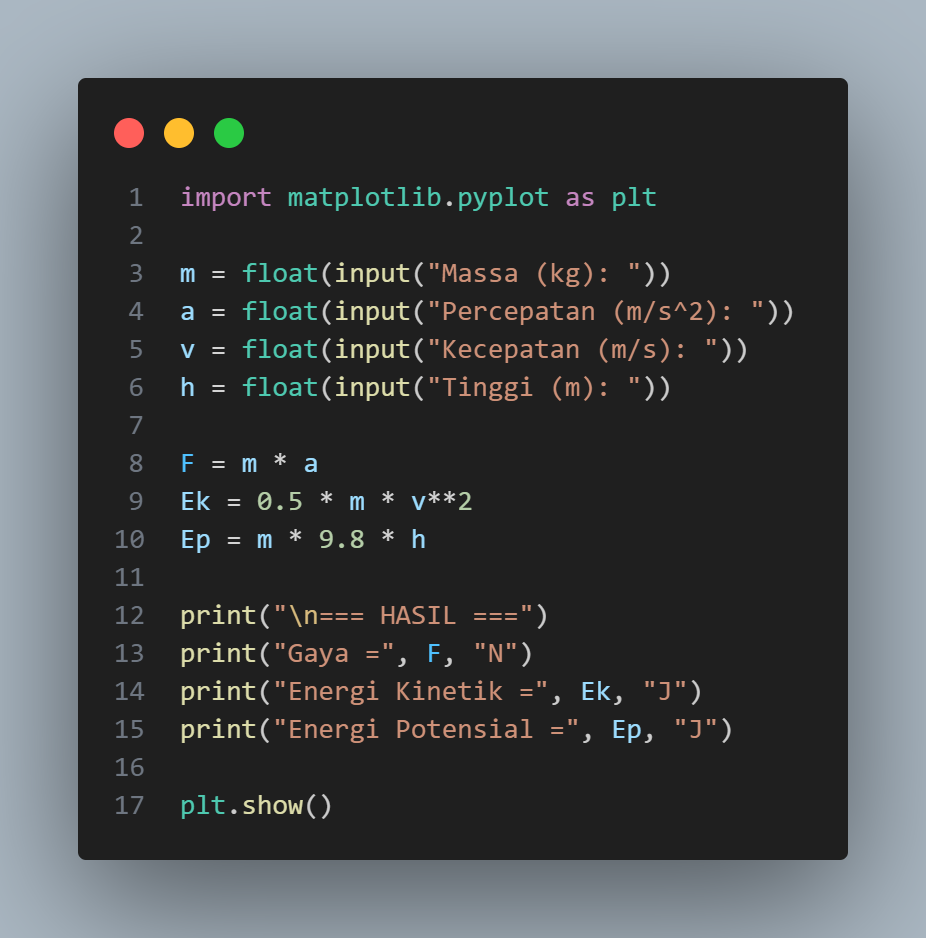 1 import matplotlib.pyplot as plt
2
3 m = float(input("Massa (kg): "))
4 a = float(input("Percepatan (m/s^2): "))
5 v = float(input("Kecepatan (m/s): "))
6 h = float(input("Tinggi (m): "))
7
8 F = m * a
9 Ek = 0.5 * m * v**2
10 Ep = m * 9.8 * h
11
12 print("\n=== HASIL ===")
13 print("Gaya =", F, "N")
14 print("Energi Kinetik =", Ek, "J")
15 print("Energi Potensial =", Ep, "J")
16
17 plt.show()